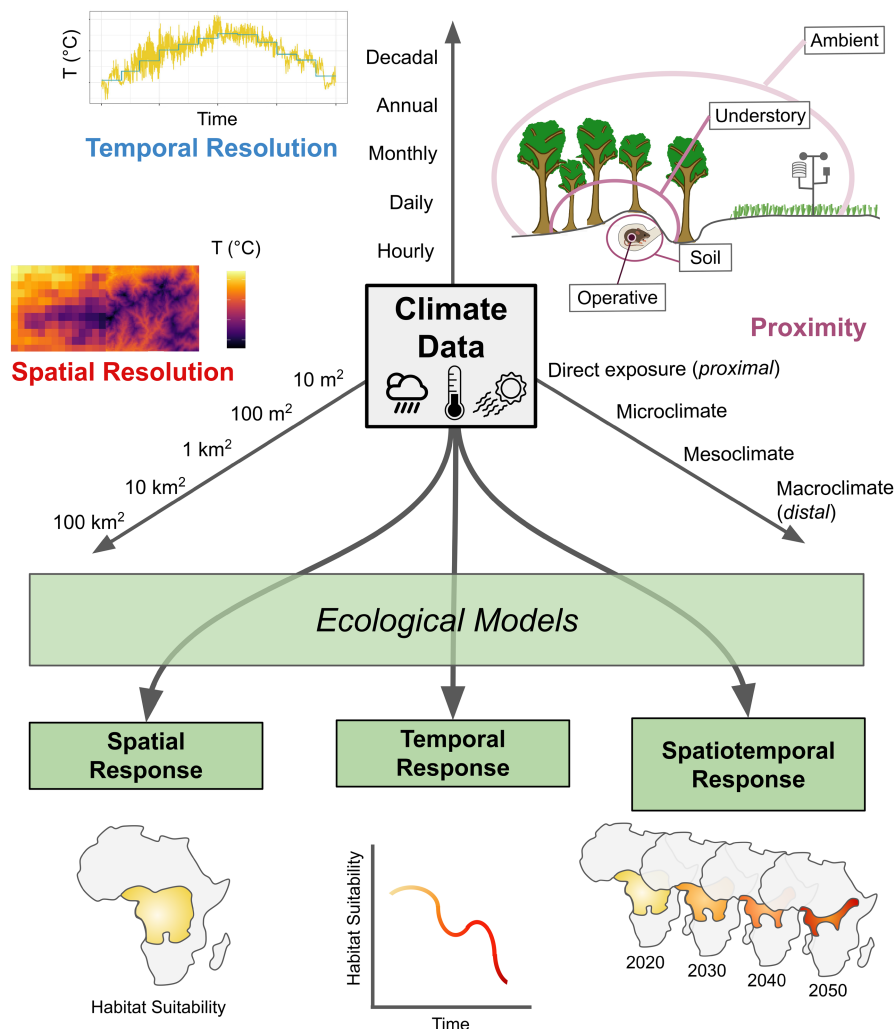 T (°C)
Time
Temporal Resolution
Decadal
Annual
Monthly
Daily
Hourly
Ambient
Understory
Soil
Operative
Proximity
T (°C)
Spatial Resolution
Climate
Data
10 m²
100 m²
1 km²
10 km²
100 km²
Direct exposure (proximal)
Microclimate
Mesoclimate
Macroclimate
(distal)
Ecological Models
Spatial
Response
Temporal
Response
Spatiotemporal
Response
Habitat Suitability
Habitat Suitability
Time
2020
2030
2040
2050